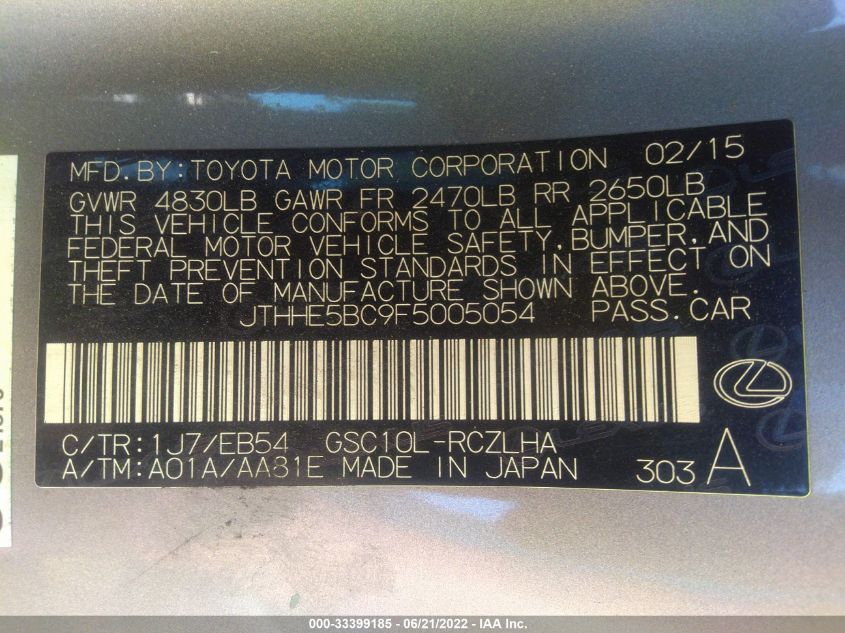 MFD.BY:TOYOTA MOTOR CORPORATION 02/15
GVWR 4830LB GAWR FR 2470LB RR 2650LB
THIS VEHICLE CONFORMS TO ALL APPLICABLE
FEDERAL MOTOR VEHICLE SAFETY,BUMPER,AND
THEFT PREVENTION STANDARDS IN EFFECT ON
THE DATE OF MANUFACTURE SHOWN ABOVE.
JTHHE5BC9F5005054 PASS.CAR
C/TR:1J7/EB54 GSC10L-RCZLHA
A/TM:A01A/AA81E MADE IN JAPAN 303 A
000-33399185 - 06/21/2022 - IAA Inc.